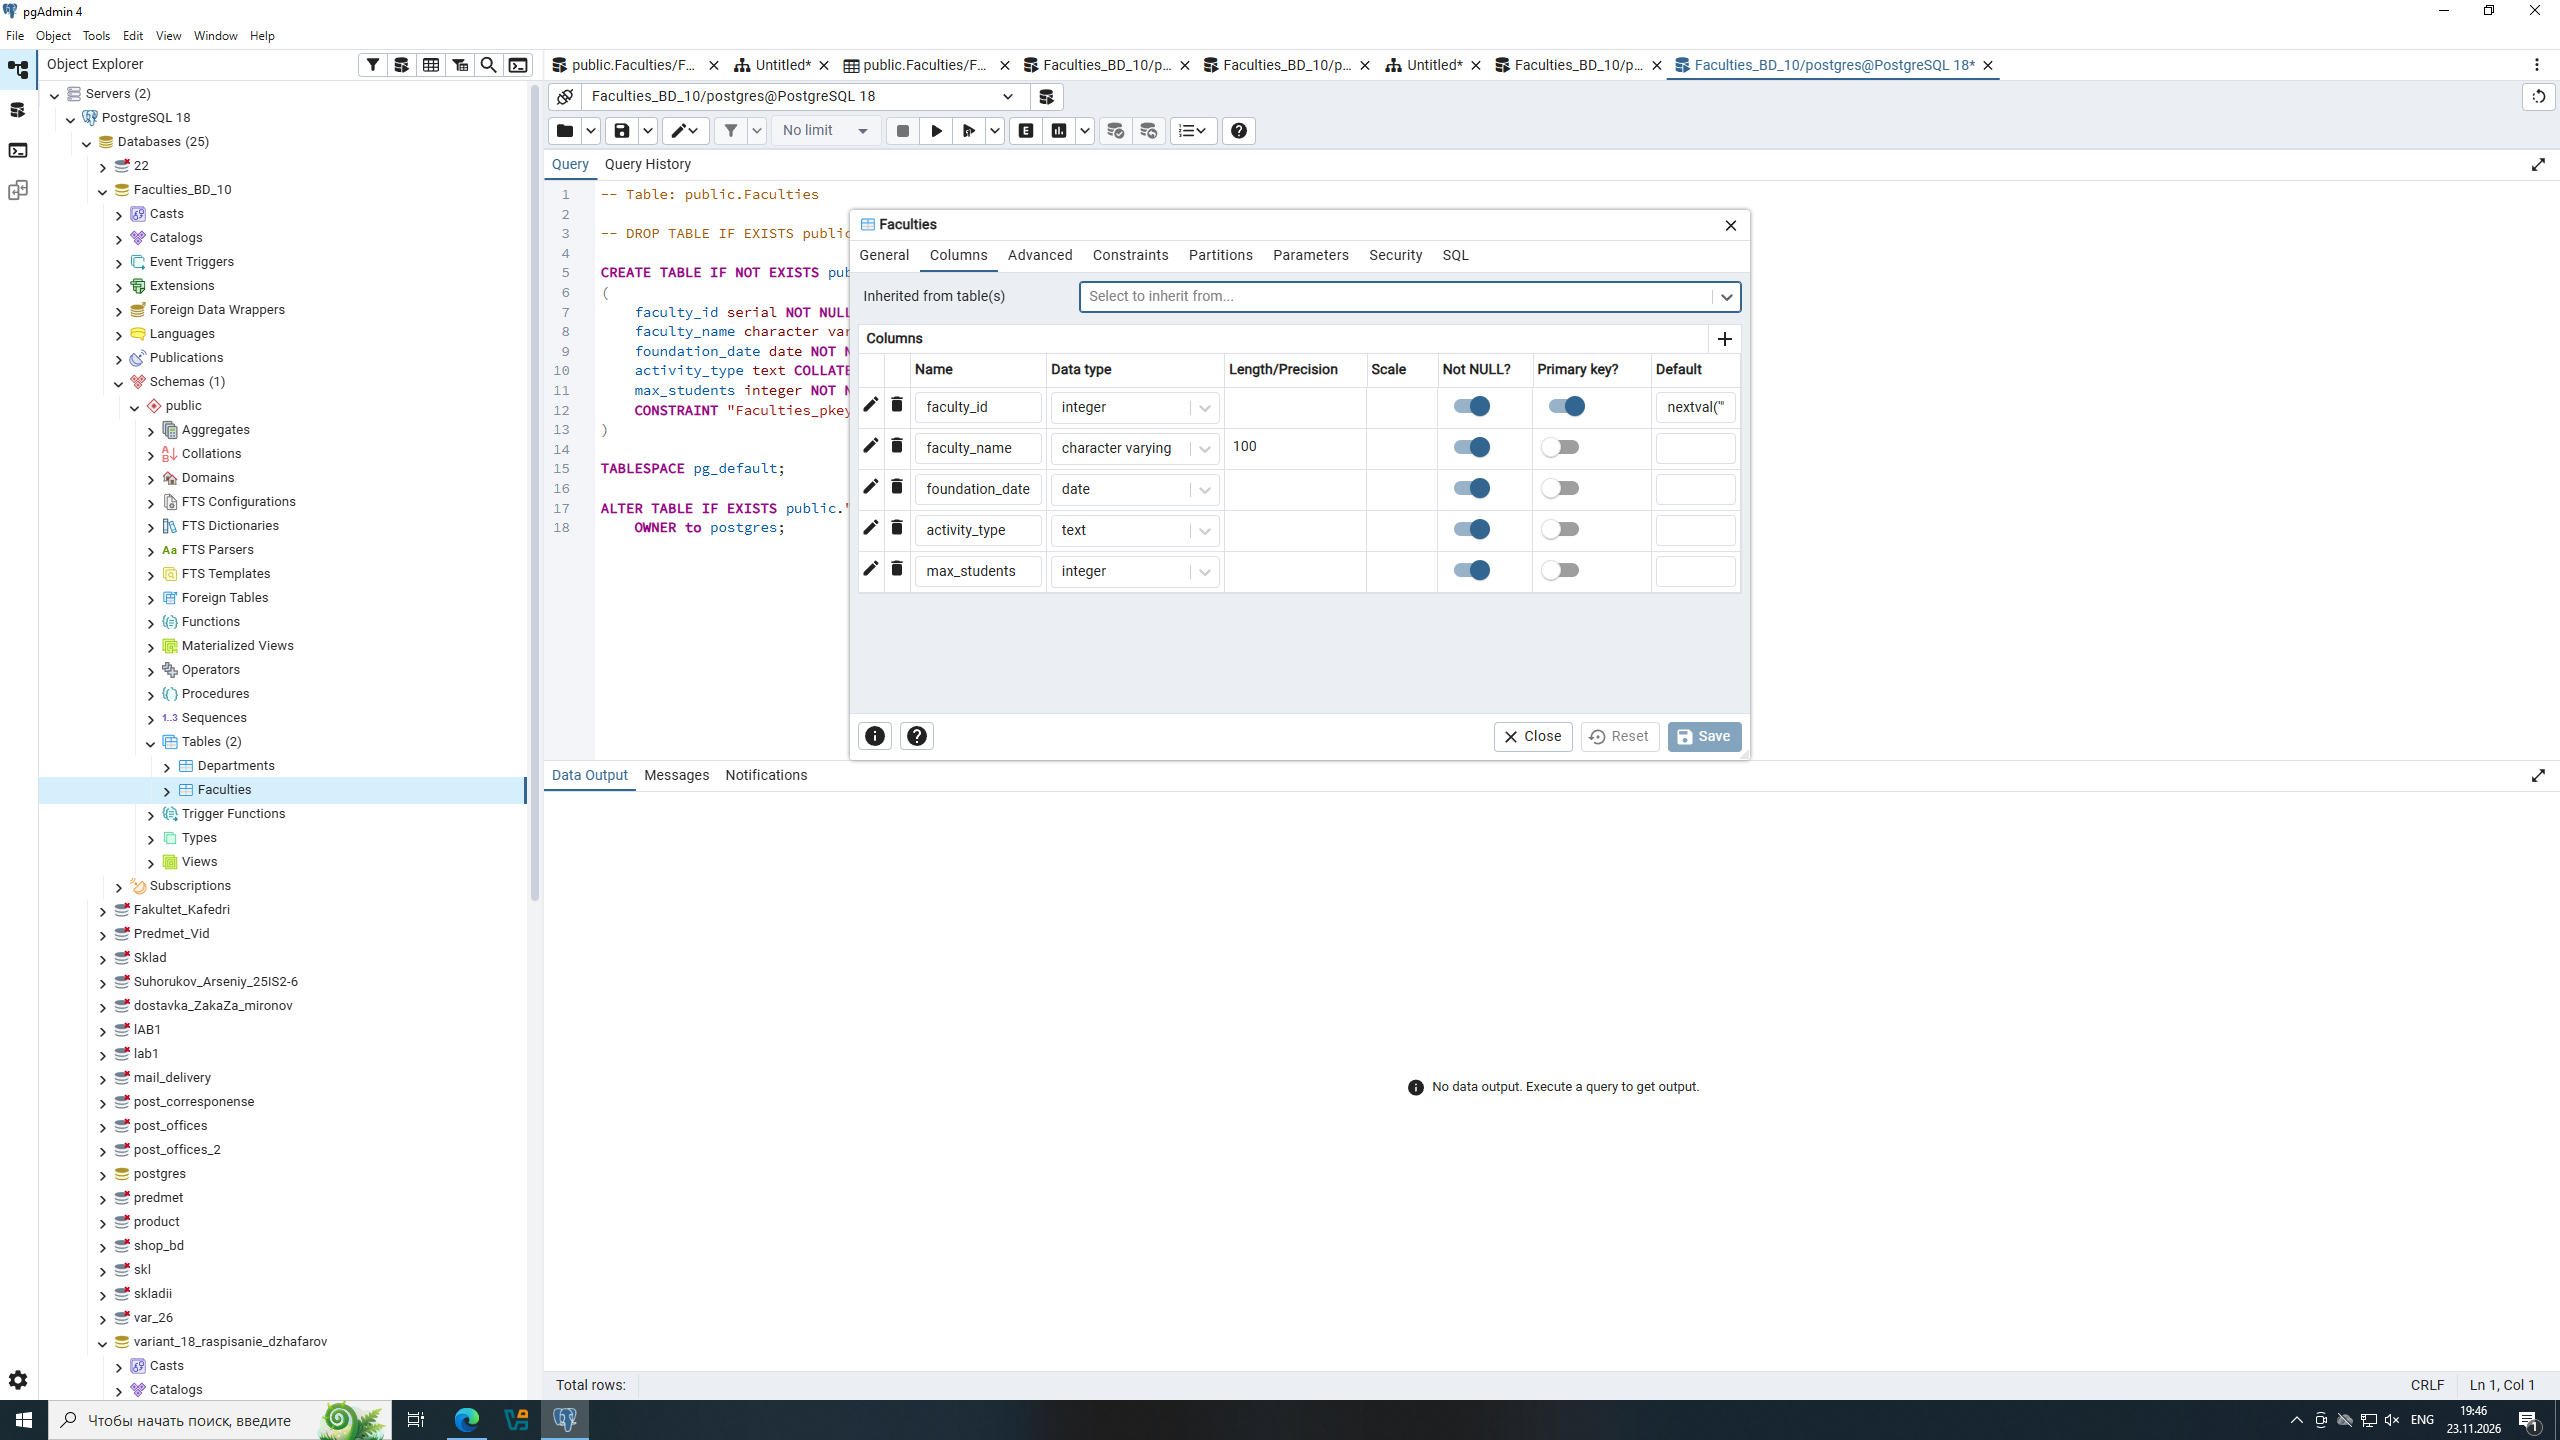 pgAdmin 4
File Object Tools Edit View Window Help
Object Explorer
public.Faculties/F... Untitled* public.Faculties/F... Faculties_BD_10/p... Faculties_BD_10/p... Untitled* Faculties_BD_10/p... Faculties_BD_10/postgres@PostgreSQL 18*
Servers (2)
PostgreSQL 18
Databases (25)
22
Faculties_BD_10
Casts
Catalogs
Event Triggers
Extensions
Foreign Data Wrappers
Languages
Publications
Schemas (1)
public
Aggregates
Collations
Domains
FTS Configurations
FTS Dictionaries
Aa FTS Parsers
FTS Templates
Foreign Tables
Functions
Materialized Views
Operators
Procedures
1..3 Sequences
Tables (2)
Departments
Faculties
Trigger Functions
Types
Views
Subscriptions
Fakultet_Kafedri
Predmet_Vid
Sklad
Suhorukov_Arseniy_25IS2-6
dostavka_ZakaZa_mironov
lAB1
lab1
mail_delivery
post_corresponense
post_offices
post_offices_2
postgres
predmet
product
shop_bd
skl
skladii
var_26
variant_18_raspisanie_dzhafarov
Casts
Catalogs
Faculties_BD_10/postgres@PostgreSQL 18
No limit
E
Query Query History
1 -- Table: public.Faculties
2
3 -- DROP TABLE IF EXISTS public
4
5 CREATE TABLE IF NOT EXISTS pub
6 (
7 faculty_id serial NOT NULL
8 faculty_name character var
9 foundation_date date NOT N
10 activity_type text COLLATE
11 max_students integer NOT N
12 CONSTRAINT "Faculties_pkey
13 )
14
15 TABLESPACE pg_default;
16
17 ALTER TABLE IF EXISTS public."
18 OWNER to postgres;
Faculties
General Columns Advanced Constraints Partitions Parameters Security SQL
Inherited from table(s) Select to inherit from...
Columns
Name Data type Length/Precision Scale Not NULL? Primary key? Default
faculty_id integer nextval('"
faculty_name character varying 100
foundation_date date
activity_type text
max_students integer
Close Reset Save
Data Output Messages Notifications
No data output. Execute a query to get output.
Total rows:
CRLF Ln 1, Col 1
Чтобы начать поиск, введите
ENG
19:46
23.11.2026
1